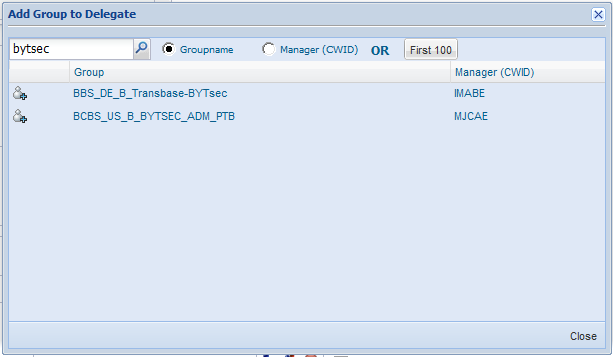 Add Group to Delegate
bytsec Groupname Manager (CWID) OR First 100
Group Manager (CWID)
BBS_DE_B_Transbase-BYTsec IMABE
BCBS_US_B_BYTSEC_ADM_PTB MJCAE
Close